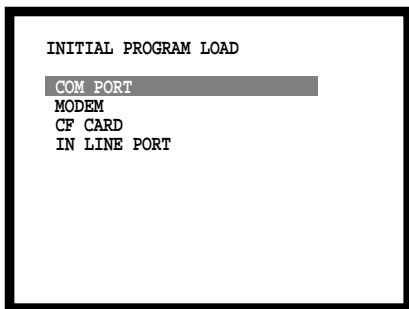 INITIAL PROGRAM LOAD
COM PORT
MODEM
CF CARD
IN LINE PORT